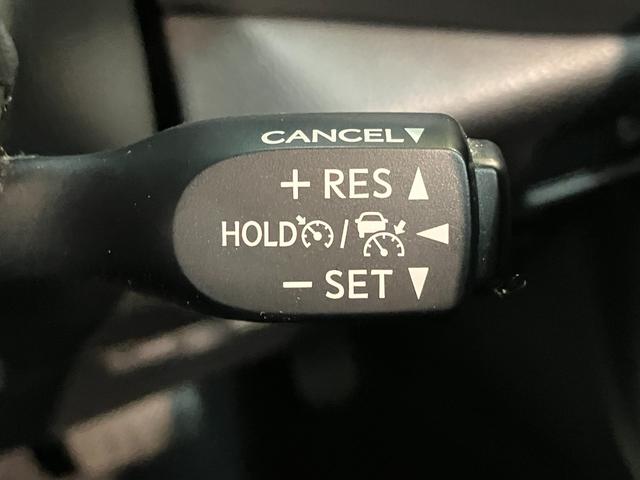 CANCEL▼
+ RES ▲
HOLD / ◀
− SET ▼